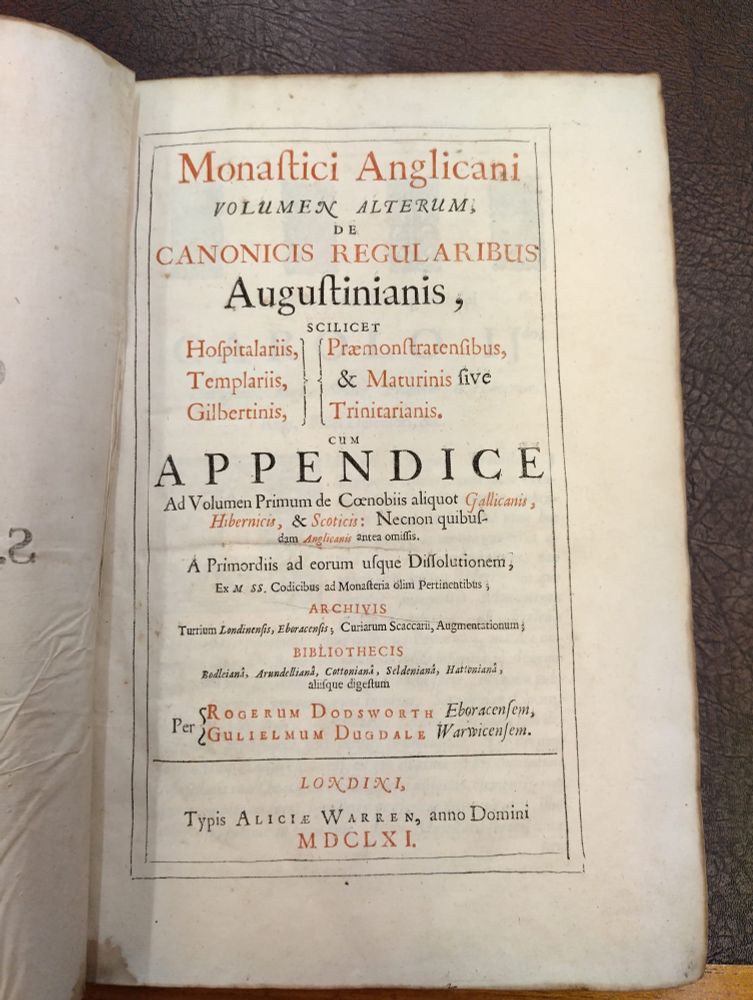 Monaſtici Anglicani
VOLUMEN ALTERUM,
DE
CANONICIS REGULARIBUS
Auguſtinianis,
SCILICET
Hoſpitalariis, Præmonſtratenſibus,
Templariis, & Maturinis ſive
Gilbertinis, Trinitarianis.
CUM
APPENDICE
Ad Volumen Primum de Cœnobiis aliquot Gallicanis,
Hibernicis, & Scoticis: Necnon quibuſ-
dam Anglicanis antea omiſſis.
A Primordiis ad eorum uſque Diſſolutionem,
Ex M SS. Codicibus ad Monaſteria olim Pertinentibus;
ARCHIVIS
Turrium Londinenſis, Eboracenſis; Curiarum Scaccarii, Augmentationum;
BIBLIOTHECIS
Bodleianâ, Arundellianâ, Cottonianâ, Seldenianâ, Hattonianâ,
aliiſque digeſtum
Per ROGERUM DODSWORTH Eboracenſem,
GULIELMUM DUGDALE Warwicenſem.
LONDINI,
Typis ALICIÆ WARREN, anno Domini
MDCLXI.